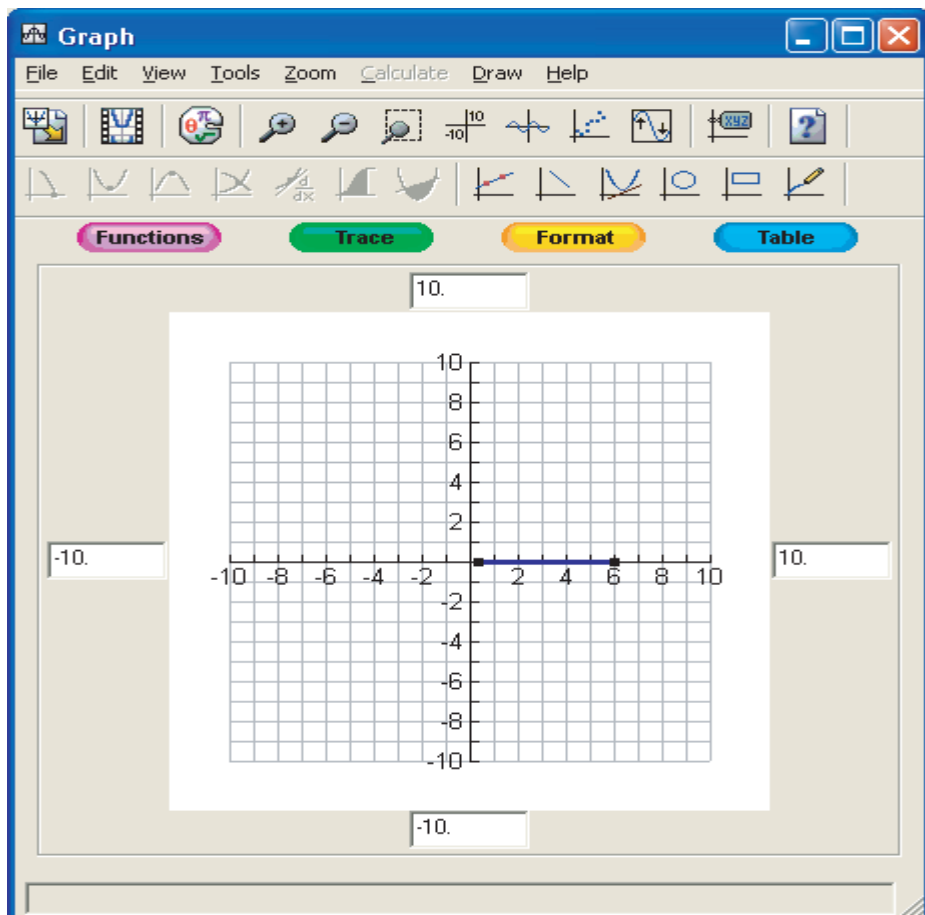 Graph
File Edit View Tools Zoom Calculate Draw Help
θ π 10 -10 XYZ ?
d dx
Functions Trace Format Table
10.
10
8
6
4
2
-10. 10.
-10 -8 -6 -4 -2 2 4 6 8 10
-2
-4
-6
-8
-10
-10.